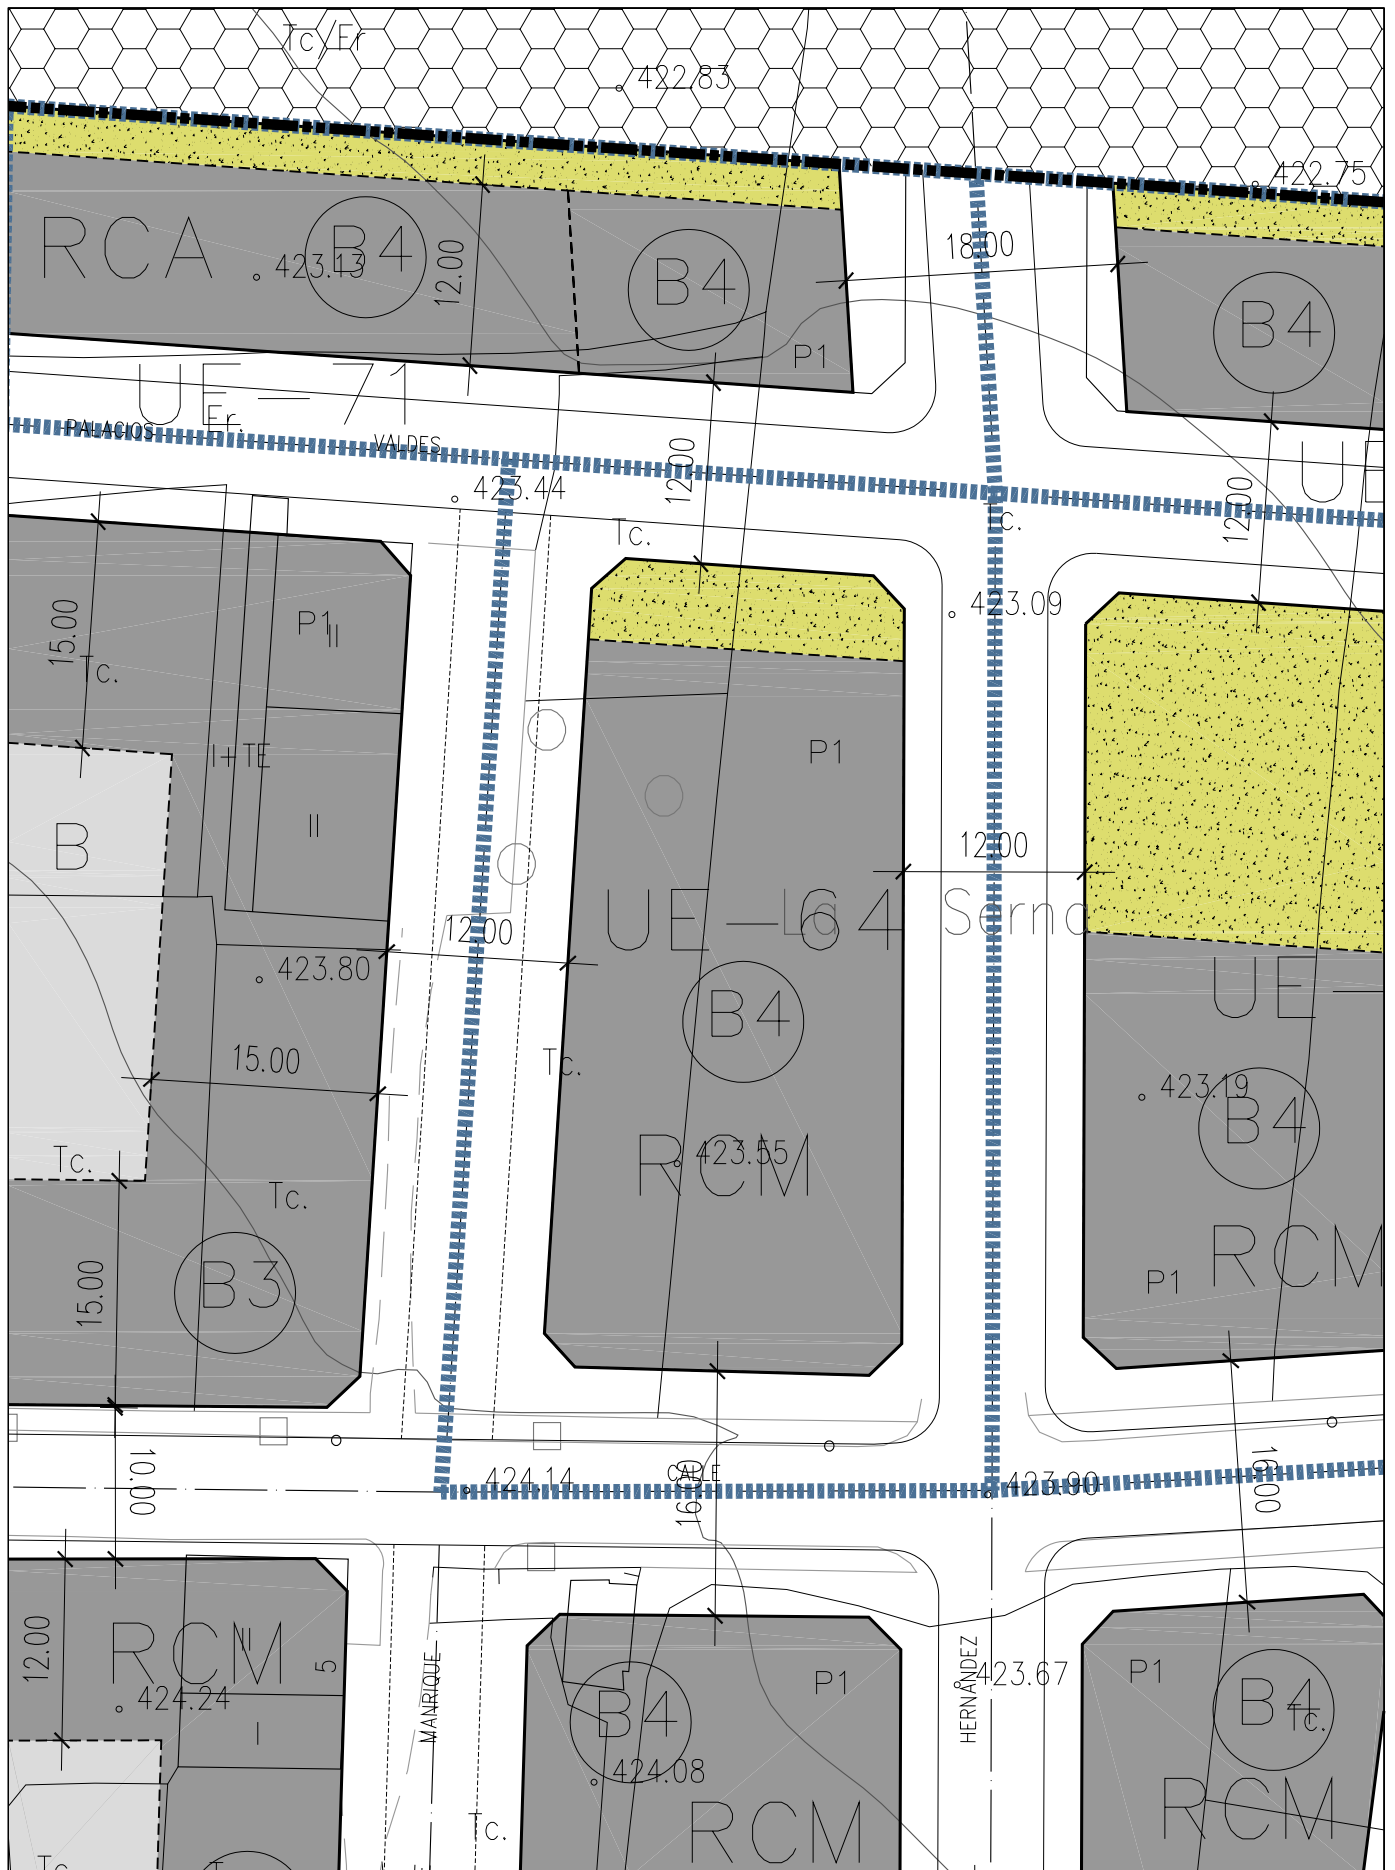 Tc/Er
422.83
422.75
RCA
B4
423.13
12.00
B4
P1
18.00
B4
UE-71
Er.
PALACIOS
VALDES
423.44
12.00
Tc.
Tc.
12.00
15.00
Tc.
P1
II
423.09
I+TE
P1
B
II
12.00
12.00
UE-64
La Serna
423.80
UE-
B4
15.00
Tc.
423.19
B4
Tc.
423.55
RCM
Tc.
15.00
B3
RCM
P1
10.00
424.14
CALLE
16.00
423.90
16.00
12.00
RCM
II
5
424.24
I
MANRIQUE
B4
P1
HERNÁNDEZ
423.67
P1
B4
Tc.
424.08
RCM
RCM
Tc.
Tc.